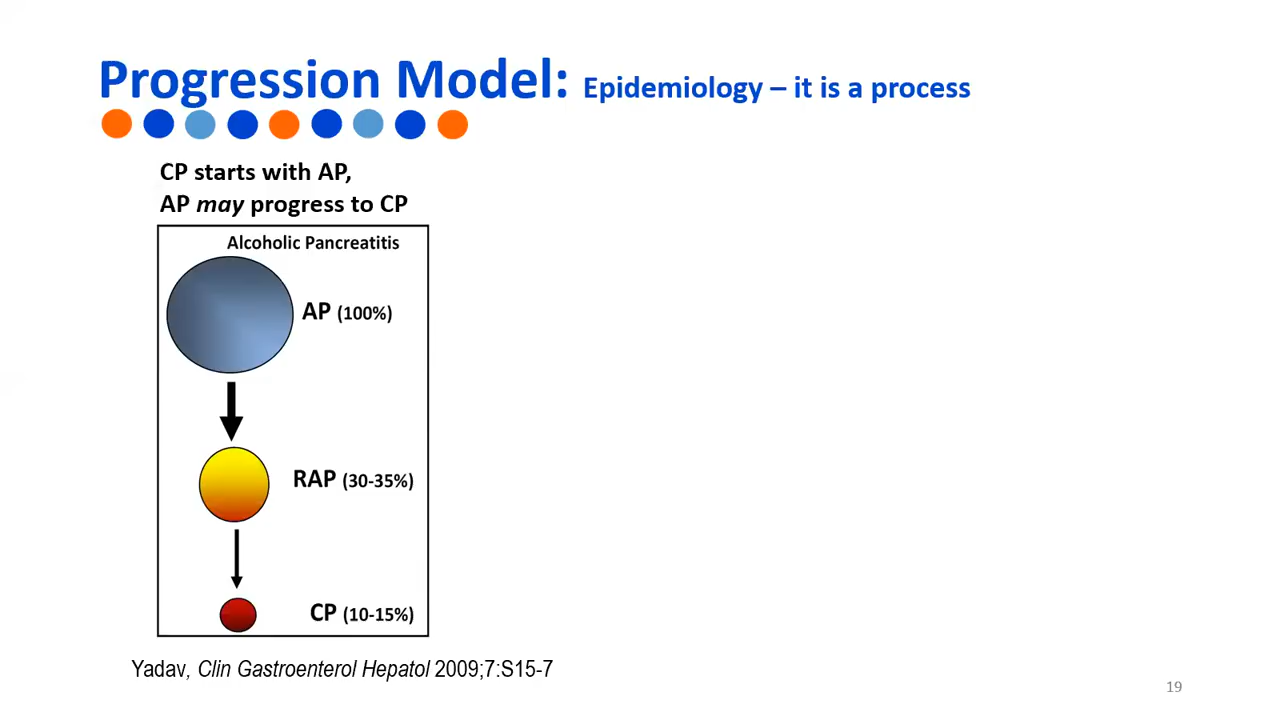 Progression Model: Epidemiology – it is a process
CP starts with AP,
AP may progress to CP
Alcoholic Pancreatitis
AP (100%)
RAP (30-35%)
CP (10-15%)
Yadav, Clin Gastroenterol Hepatol 2009;7:S15-7
19